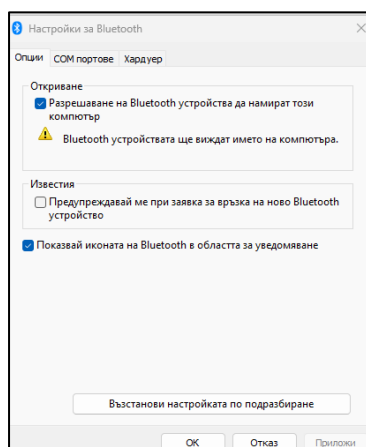 Настройки за Bluetooth
Опции COM портове Хардуер
Откриване
Разрешаване на Bluetooth устройства да намират този
компютър
Bluetooth устройствата ще виждат името на компютъра.
Известия
Предупреждавай ме при заявка за връзка на ново Bluetooth
устройство
Показвай иконата на Bluetooth в областта за уведомяване
Възстанови настройката по подразбиране
OK Отказ Приложи